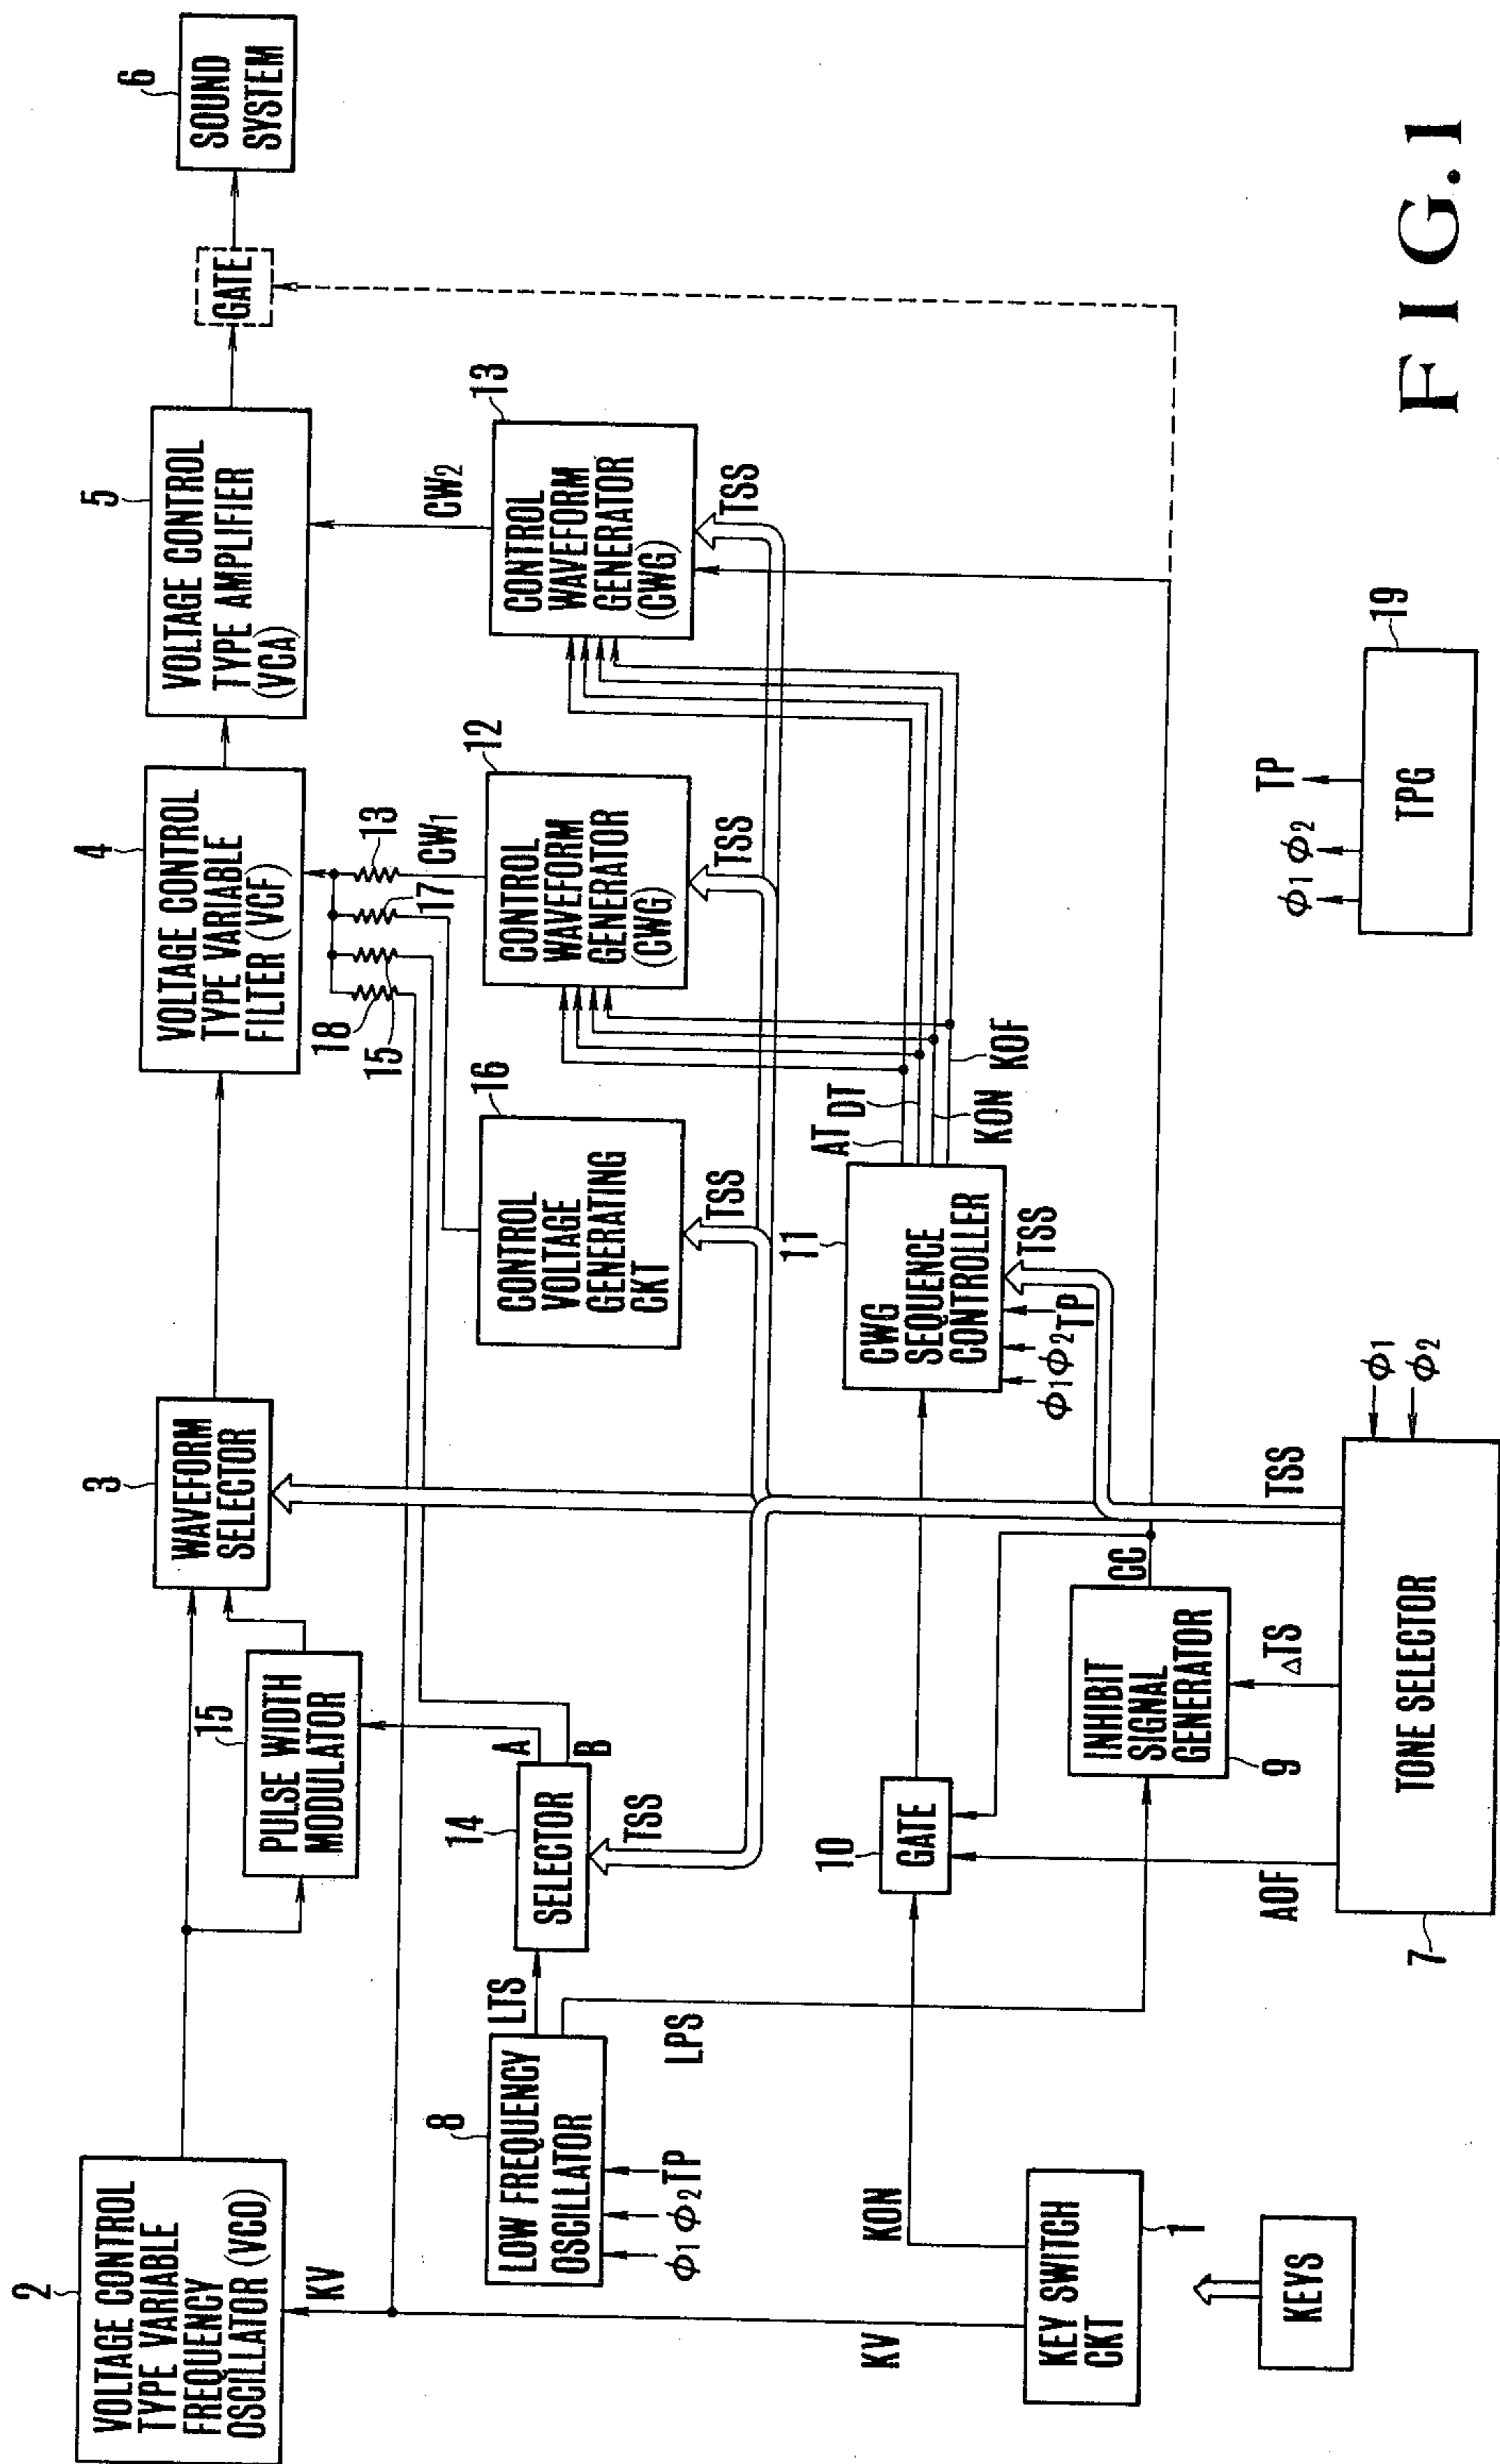 2
VOLTAGE CONTROL
TYPE VARIABLE
FREQUENCY
OSCILLATOR (VCO)
KV
15
PULSE WIDTH
MODULATOR
3
WAVEFORM
SELECTOR
4
VOLTAGE CONTROL
TYPE VARIABLE
FILTER (VCF)
5
VOLTAGE CONTROL
TYPE AMPLIFIER
(VCA)
GATE
6
SOUND
SYSTEM
18
15
17
13
CW1
CW2
8
LOW FREQUENCY
OSCILLATOR
ϕ1 ϕ2 TP
LTS
LPS
14
SELECTOR
A
B
TSS
16
CONTROL
VOLTAGE
GENERATING
CKT
TSS
12
CONTROL
WAVEFORM
GENERATOR
(CWG)
TSS
13
CONTROL
WAVEFORM
GENERATOR
(CWG)
TSS
KV
KON
KEY SWITCH
CKT
1
KEYS
10
GATE
AOF
11
CWG
SEQUENCE
CONTROLLER
ϕ1 ϕ2 TP
TSS
AT
DT
KON
KOF
INHIBIT
SIGNAL
GENERATOR
9
CC
ΔTS
TSS
7
TONE SELECTOR
ϕ1
ϕ2
ϕ1 ϕ2 TP
TPG
19
FIG. 1